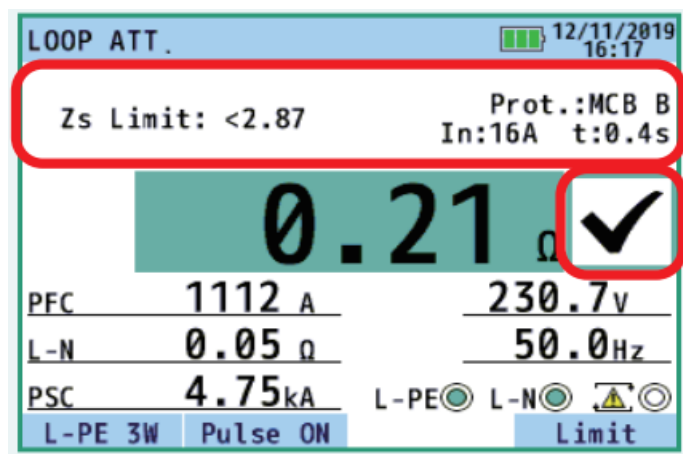 LOOP ATT.
12/11/2019
16:17
Zs Limit: <2.87
Prot.:MCB B
In:16A t:0.4s
0.21 Ω
PFC 1112 A 230.7V
L-N 0.05 Ω 50.0Hz
PSC 4.75kA L-PE L-N
L-PE 3W Pulse ON Limit